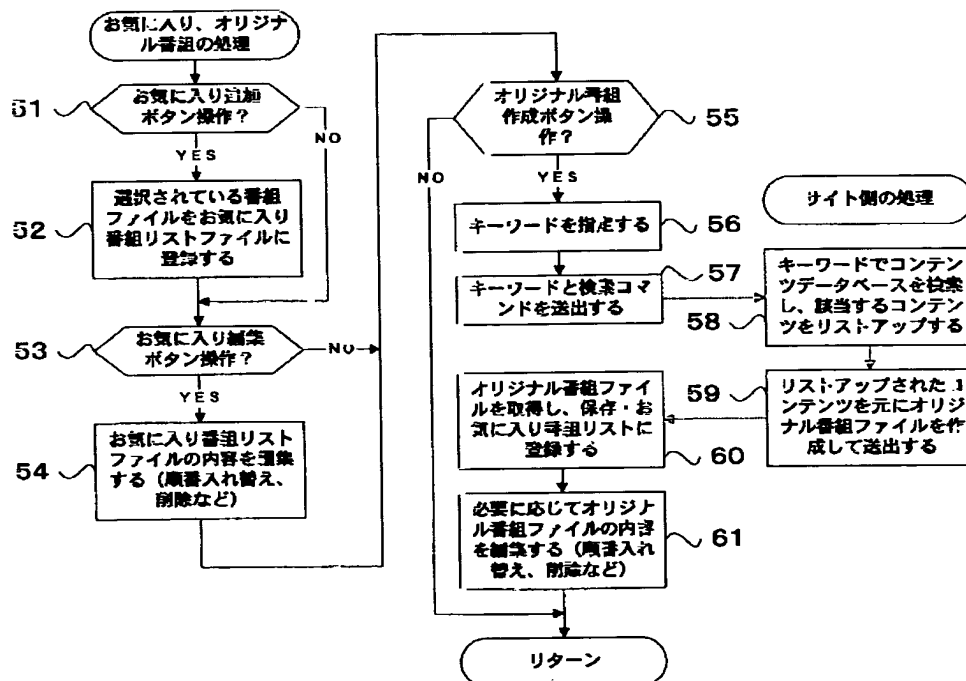 お気に入り、オリジナ
ル番組の処理
51
お気に入り追加
ボタン操作?
NO
YES
52
選択されている番組
ファイルをお気に入り
番組リストファイルに
登録する
53
お気に入り編集
ボタン操作?
NO
YES
54
お気に入り番組リスト
ファイルの内容を編集
する(順番入れ替え、
削除など)
オリジナル番組
作成ボタン操
作?
55
NO
YES
キーワードを指定する
56
キーワードと検索コマ
ンドを送出する
57
サイト側の処理
キーワードでコンテン
ツデータベースを検索
し、該当するコンテン
ツをリストアップする
58
59
リストアップされたコ
ンテンツを元にオリジ
ナル番組ファイルを作
成して送出する
オリジナル番組ファイ
ルを取得し、保存・お
気に入り番組リストに
登録する
60
必要に応じてオリジナ
ル番組ファイルの内容
を編集する(順番入れ
替え、削除など)
61
リターン